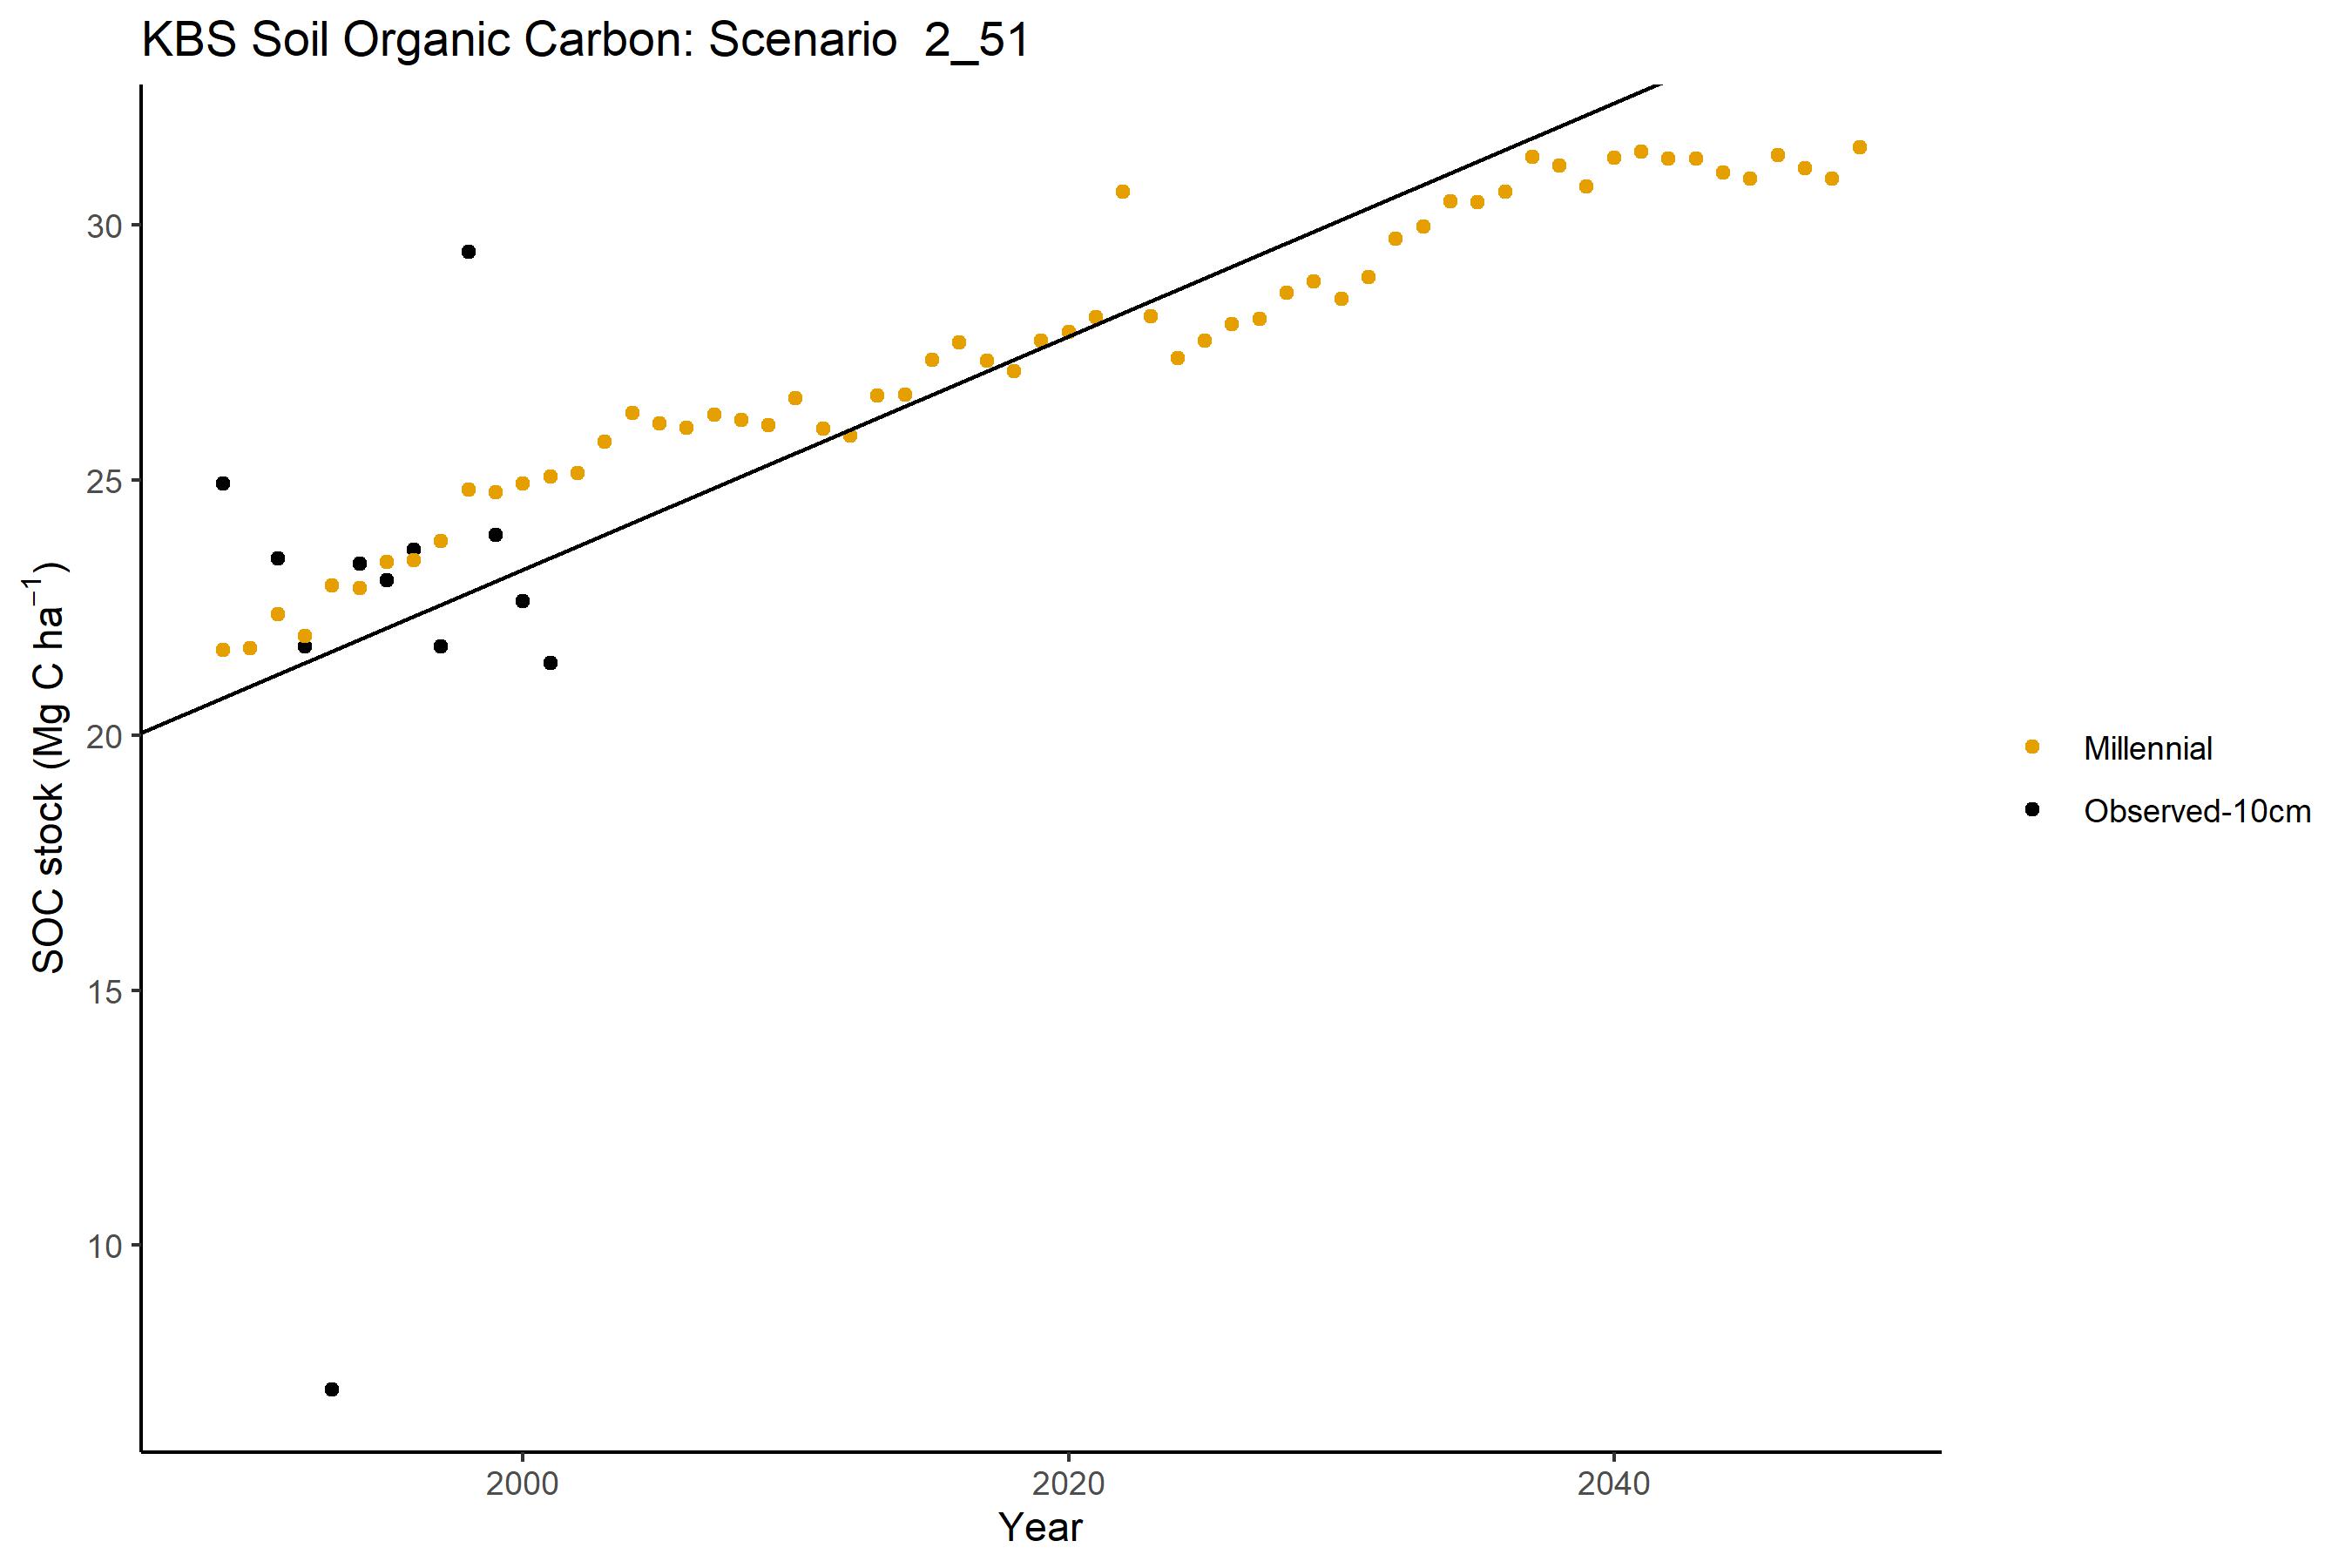 KBS Soil Organic Carbon: Scenario  2_51
SOC stock (Mg C ha⁻¹)
30
25
20
15
10
2000
2020
2040
Year
Millennial
Observed-10cm